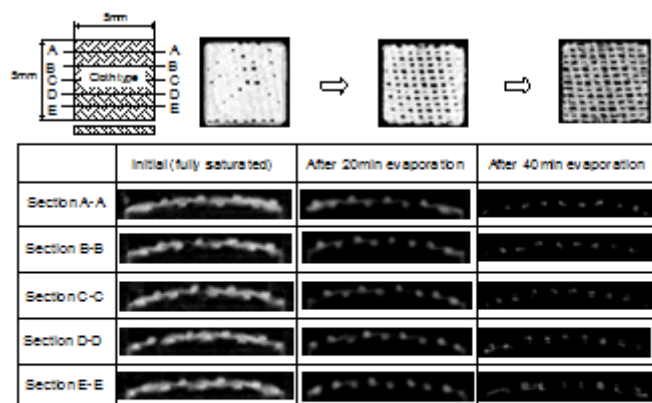 5mm
5mm
A A
B B
C Cloth type C
D D
E E
Initial (fully saturated) After 20min evaporation After 40min evaporation
Section A-A
Section B-B
Section C-C
Section D-D
Section E-E